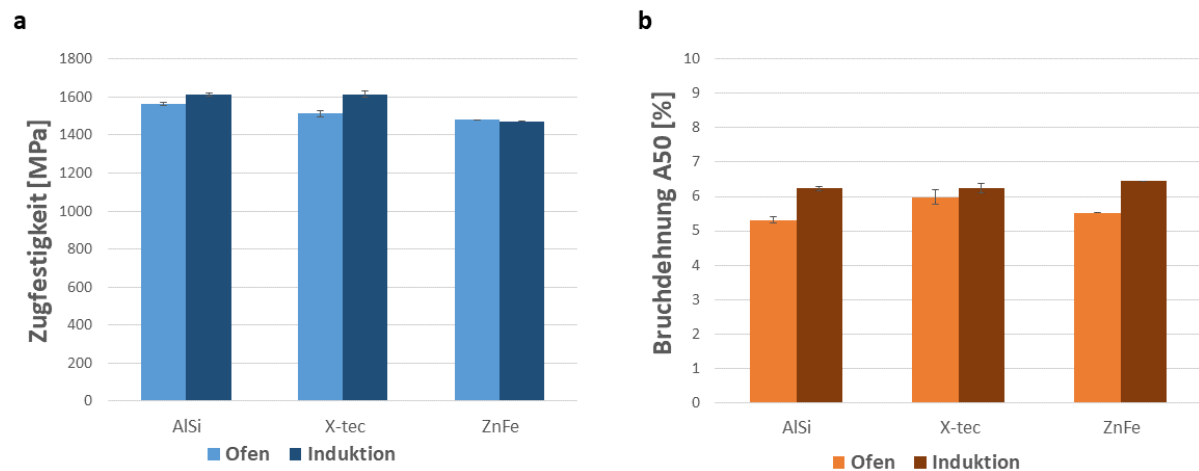 a
Zugfestigkeit [MPa]
1800
1600
1400
1200
1000
800
600
400
200
0
AlSi
X-tec
ZnFe
Ofen
Induktion
b
Bruchdehnung A50 [%]
10
9
8
7
6
5
4
3
2
1
0
AlSi
X-tec
ZnFe
Ofen
Induktion